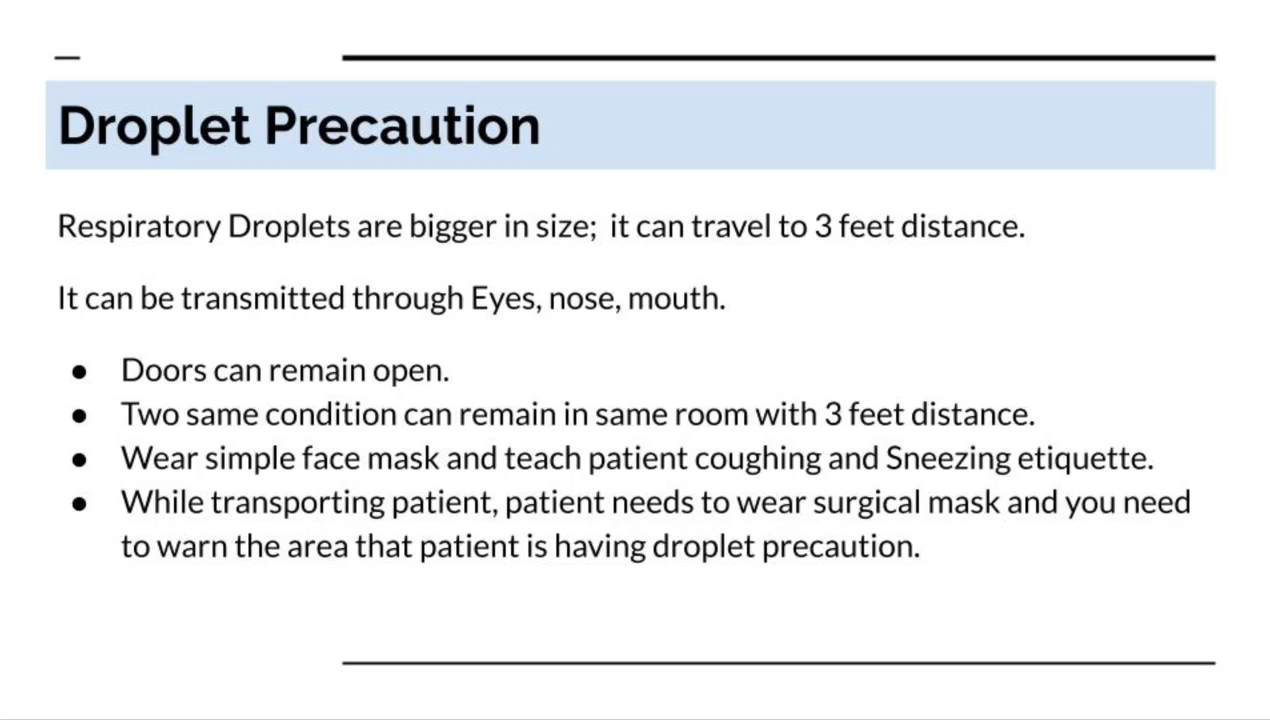 Droplet Precaution
Respiratory Droplets are bigger in size;  it can travel to 3 feet distance.
It can be transmitted through Eyes, nose, mouth.
● Doors can remain open.
● Two same condition can remain in same room with 3 feet distance.
● Wear simple face mask and teach patient coughing and Sneezing etiquette.
● While transporting patient, patient needs to wear surgical mask and you need
to warn the area that patient is having droplet precaution.